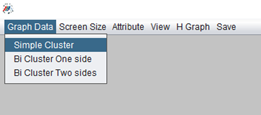 Graph Data Screen Size Attribute View H Graph Save
Simple Cluster
Bi Cluster One side
Bi Cluster Two sides